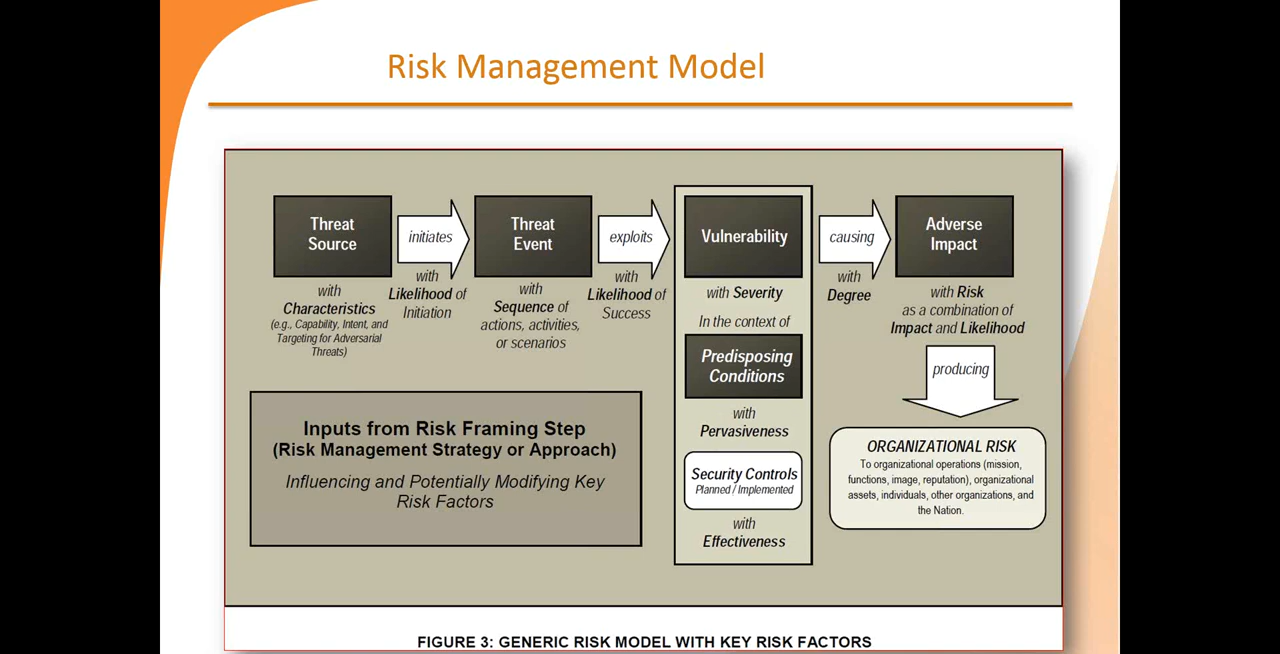 Risk Management Model
Threat
Source
initiates
Threat
Event
exploits
Vulnerability
causing
Adverse
Impact
with
Characteristics
(e.g., Capability, Intent, and
Targeting for Adversarial
Threats)
with
Likelihood of
Initiation
with
Sequence of
actions, activities,
or scenarios
with
Likelihood of
Success
with Severity
In the context of
Predisposing
Conditions
with
Pervasiveness
Security Controls
Planned / Implemented
with
Effectiveness
with
Degree
with Risk
as a combination of
Impact and Likelihood
producing
ORGANIZATIONAL RISK
To organizational operations (mission,
functions, image, reputation), organizational
assets, individuals, other organizations, and
the Nation.
Inputs from Risk Framing Step
(Risk Management Strategy or Approach)
Influencing and Potentially Modifying Key
Risk Factors
FIGURE 3: GENERIC RISK MODEL WITH KEY RISK FACTORS